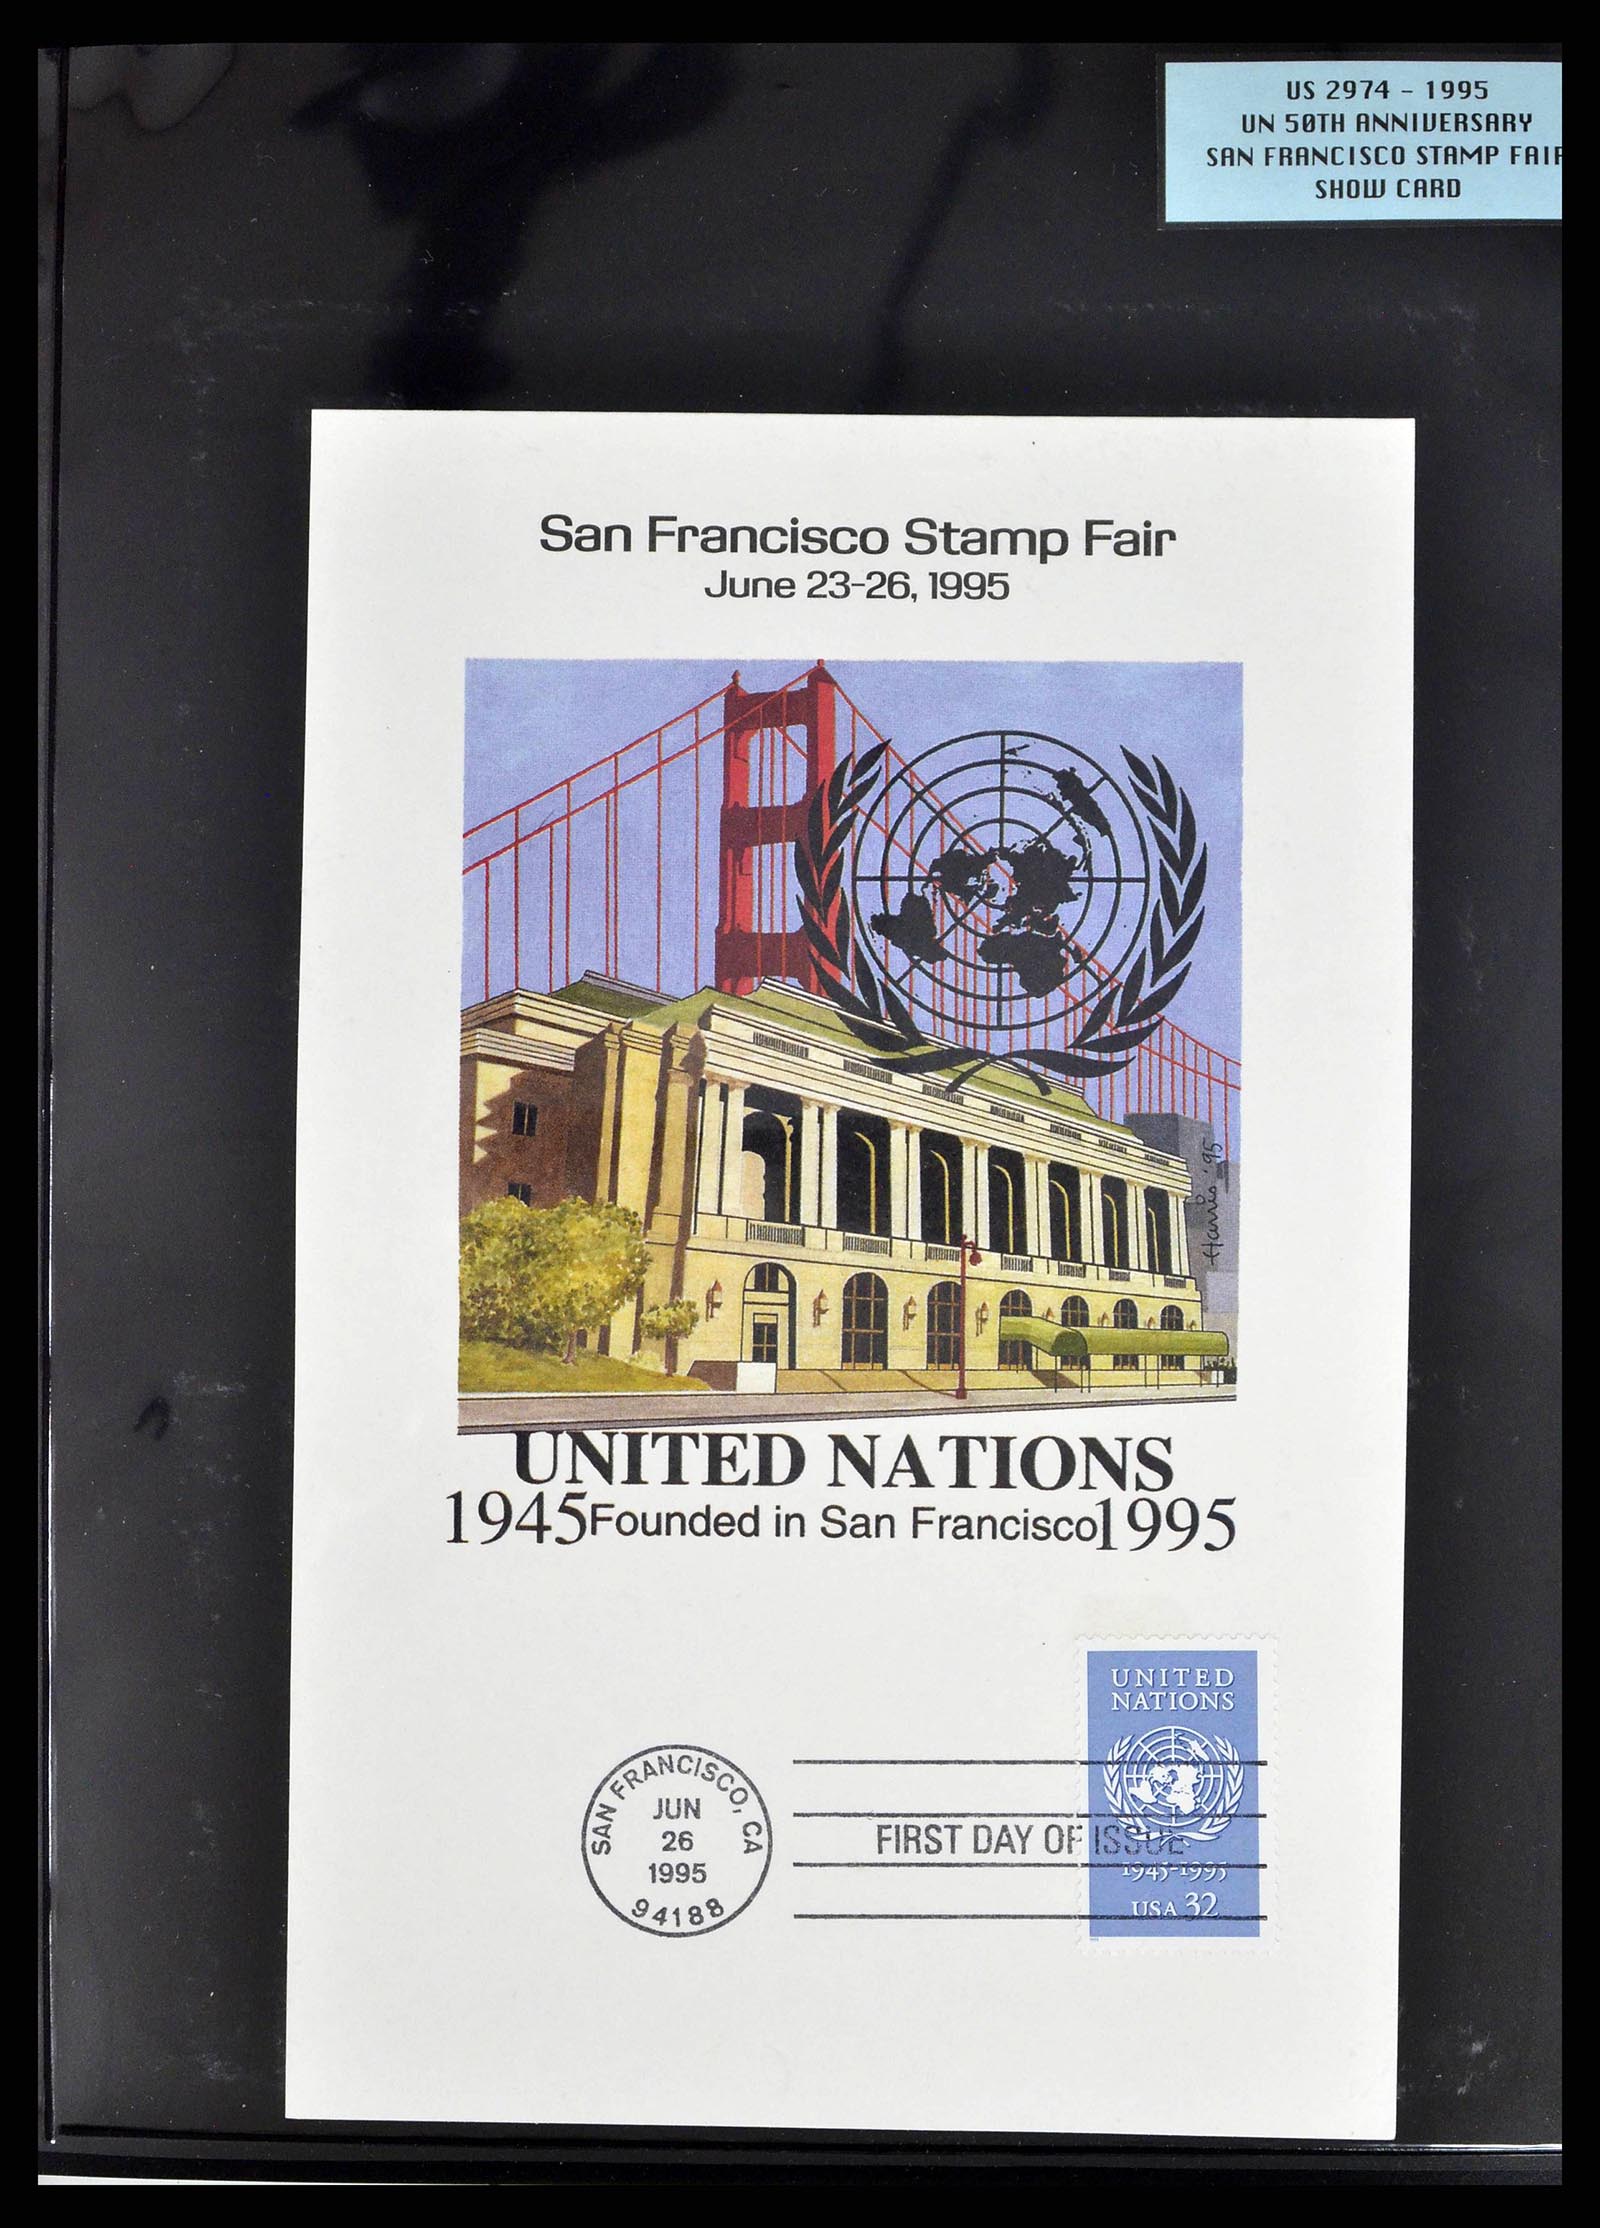 US 2974 - 1995
UN 50TH ANNIVERSARY
SAN FRANCISCO STAMP FAIR
SHOW CARD
San Francisco Stamp Fair
June 23-26, 1995
Harris '95
UNITED NATIONS
1945 Founded in San Francisco 1995
UNITED
NATIONS
1945-1995
USA 32
SAN FRANCISCO, CA
JUN
26
1995
94188
FIRST DAY OF ISSUE